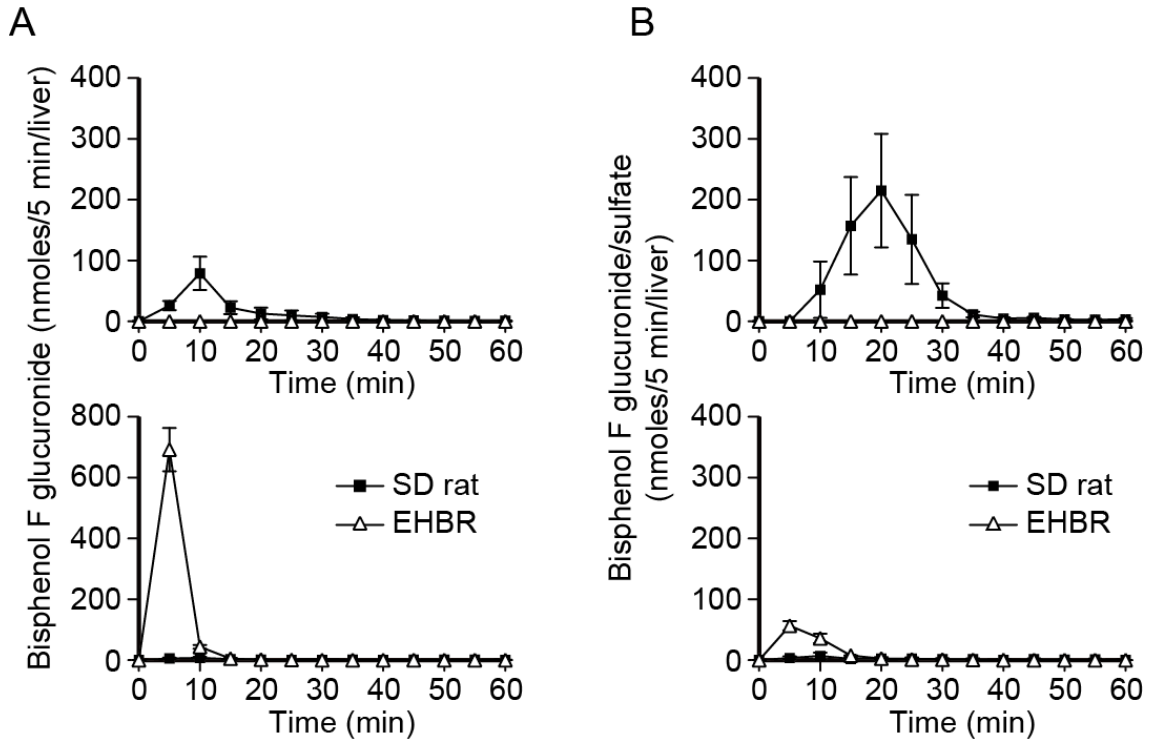 A
Bisphenol F glucuronide (nmoles/5 min/liver)
400
300
200
100
0
0 10 20 30 40 50 60
Time (min)
800
600
400
200
0
SD rat
EHBR
0 10 20 30 40 50 60
Time (min)
B
Bisphenol F glucuronide/sulfate
(nmoles/5 min/liver)
400
300
200
100
0
0 10 20 30 40 50 60
Time (min)
400
300
200
100
0
SD rat
EHBR
0 10 20 30 40 50 60
Time (min)